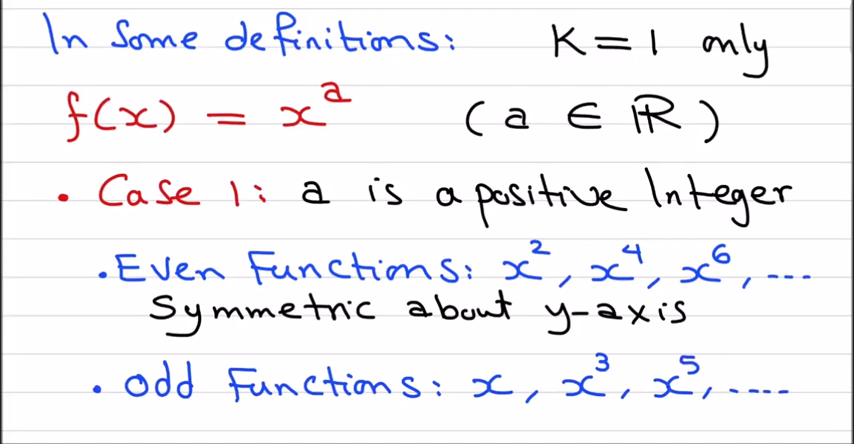 In Some definitions: K = 1 only
f(x) = xᵃ (a ∈ ℝ)
• Case 1: a is a positive Integer
• Even Functions: x², x⁴, x⁶, ....
Symmetric about y-axis
• Odd Functions: x, x³, x⁵, ....